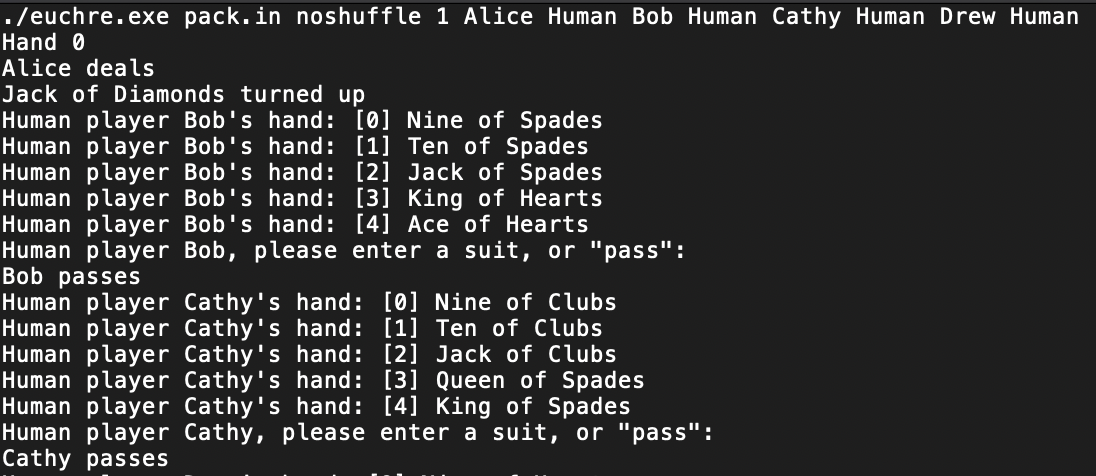 ./euchre.exe pack.in noshuffle 1 Alice Human Bob Human Cathy Human Drew Human
Hand 0
Alice deals
Jack of Diamonds turned up
Human player Bob's hand: [0] Nine of Spades
Human player Bob's hand: [1] Ten of Spades
Human player Bob's hand: [2] Jack of Spades
Human player Bob's hand: [3] King of Hearts
Human player Bob's hand: [4] Ace of Hearts
Human player Bob, please enter a suit, or "pass":
Bob passes
Human player Cathy's hand: [0] Nine of Clubs
Human player Cathy's hand: [1] Ten of Clubs
Human player Cathy's hand: [2] Jack of Clubs
Human player Cathy's hand: [3] Queen of Spades
Human player Cathy's hand: [4] King of Spades
Human player Cathy, please enter a suit, or "pass":
Cathy passes